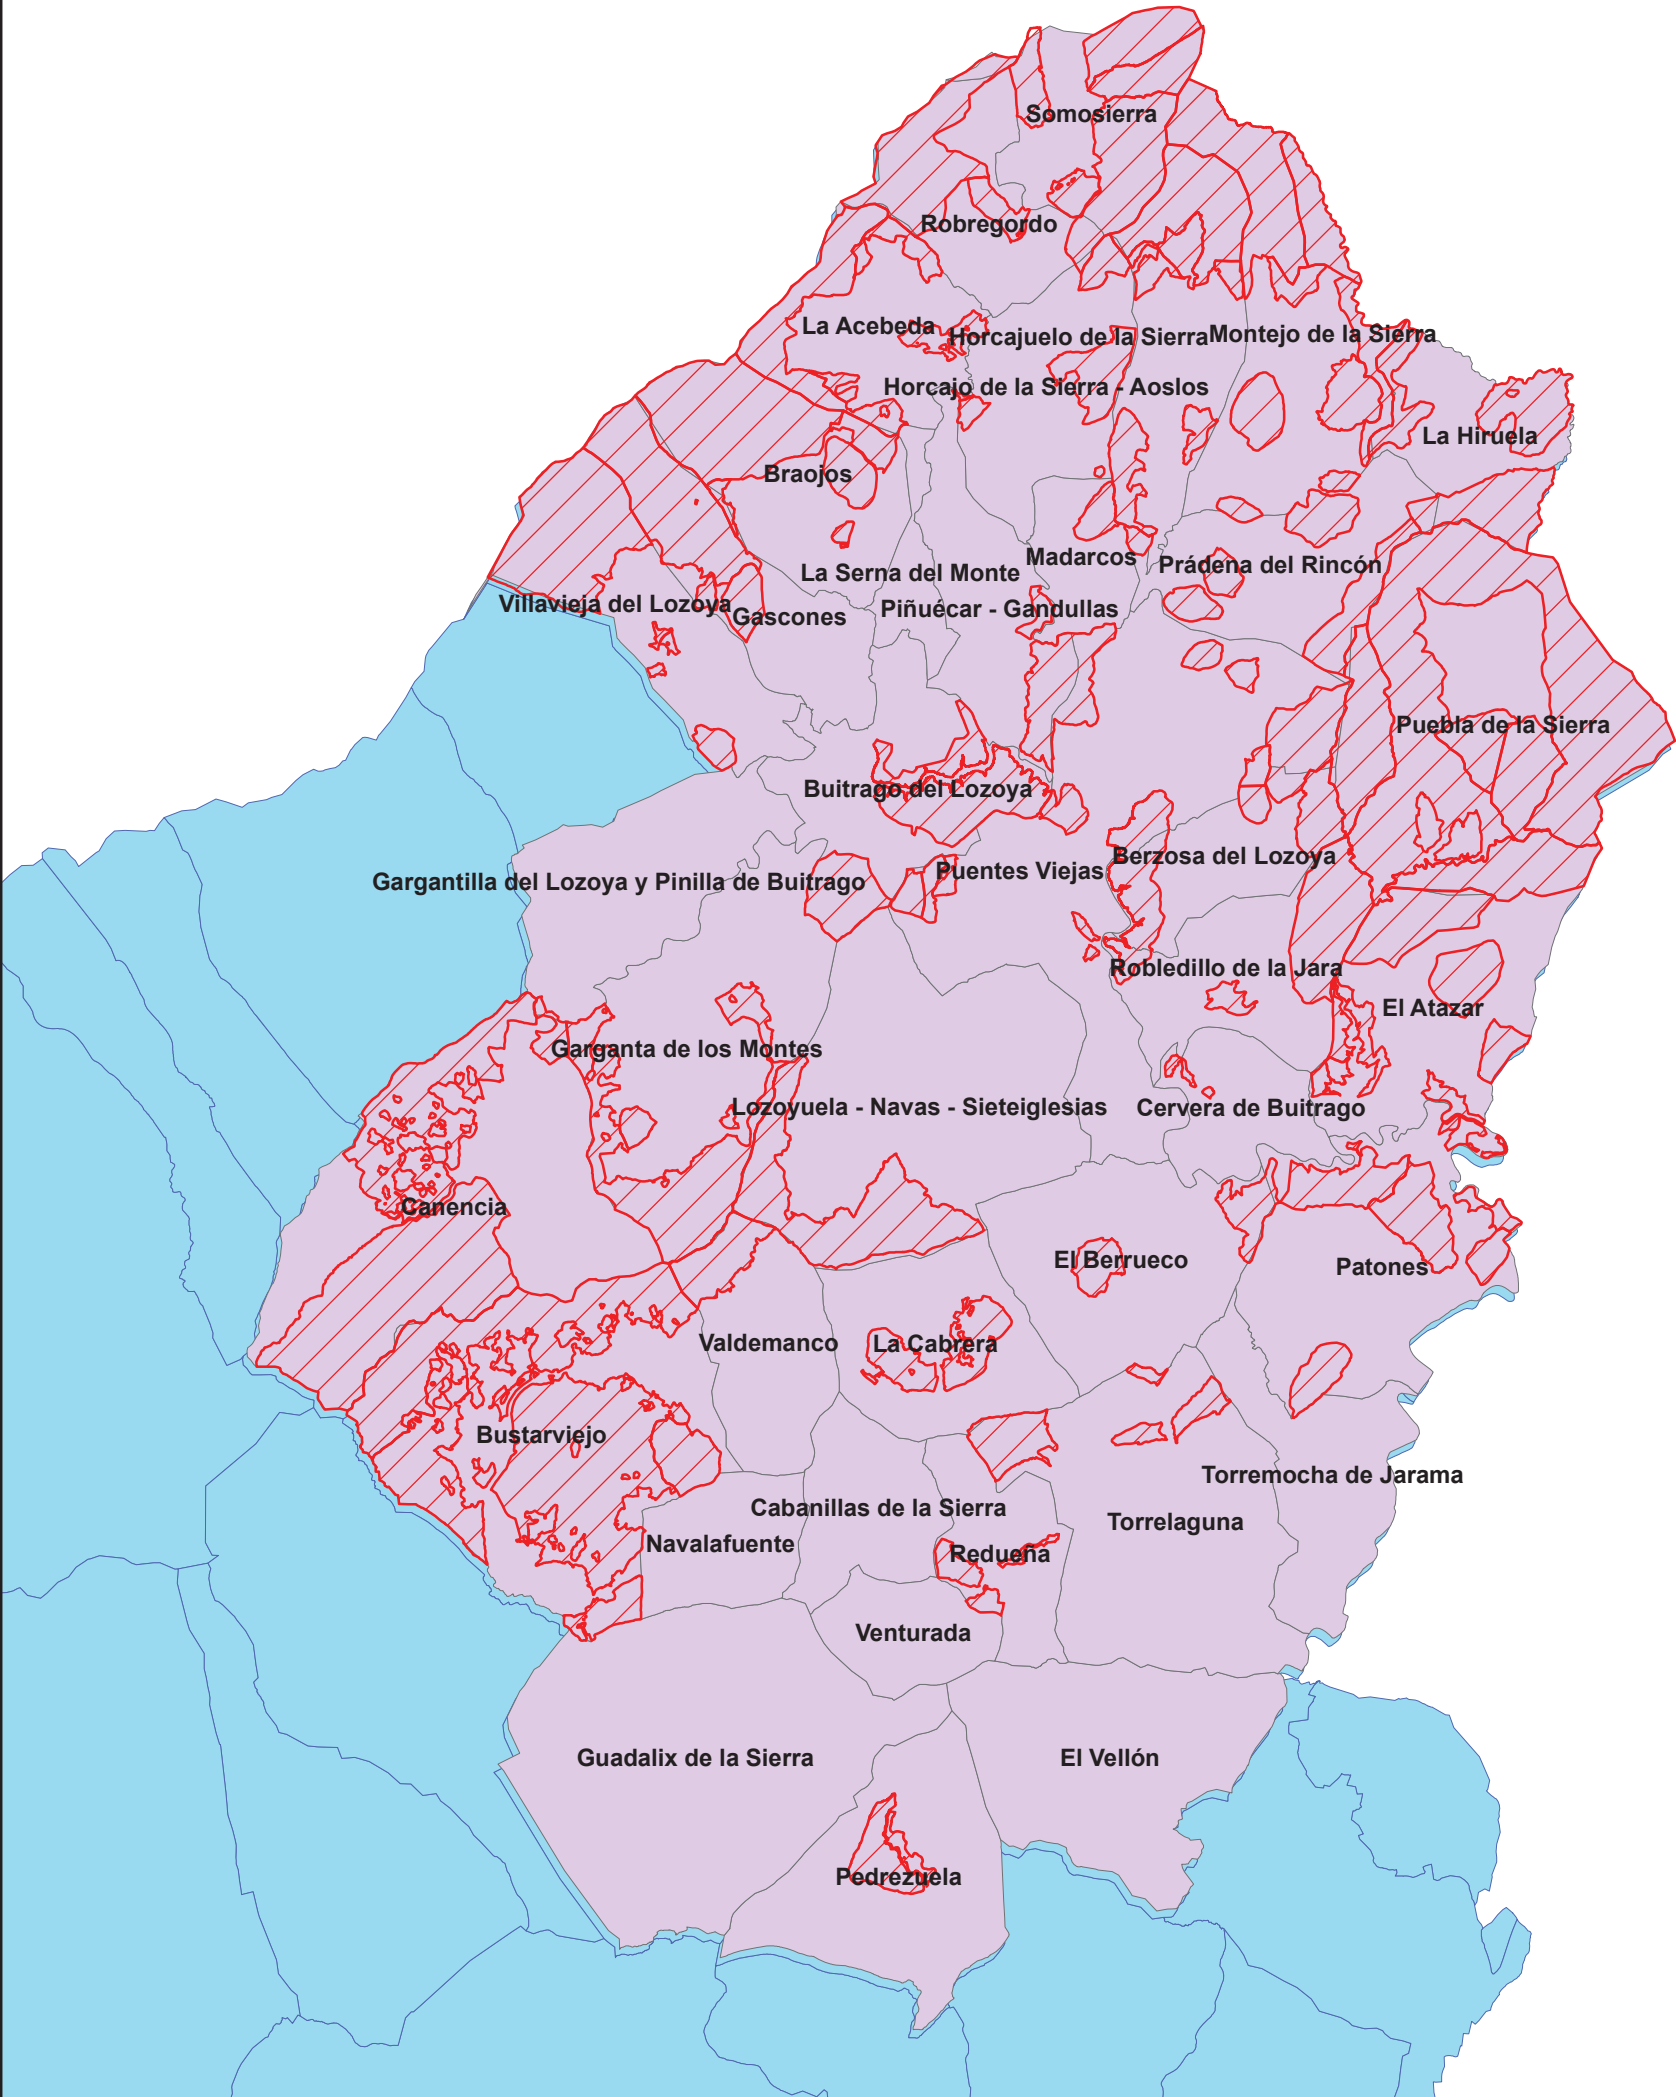 Somosierra
Robregordo
La Acebeda
Horcajuelo de la Sierra
Montejo de la Sierra
Horcajo de la Sierra - Aoslos
La Hiruela
Braojos
Madarcos
Prádena del Rincón
La Serna del Monte
Villavieja del Lozoya
Gascones
Piñuécar - Gandullas
Puebla de la Sierra
Buitrago del Lozoya
Berzosa del Lozoya
Puentes Viejas
Gargantilla del Lozoya y Pinilla de Buitrago
Robledillo de la Jara
El Atazar
Garganta de los Montes
Lozoyuela - Navas - Sieteiglesias
Cervera de Buitrago
Canencia
El Berrueco
Patones
Valdemanco
La Cabrera
Bustarviejo
Torremocha de Jarama
Cabanillas de la Sierra
Torrelaguna
Navalafuente
Redueña
Venturada
Guadalix de la Sierra
El Vellón
Pedrezuela